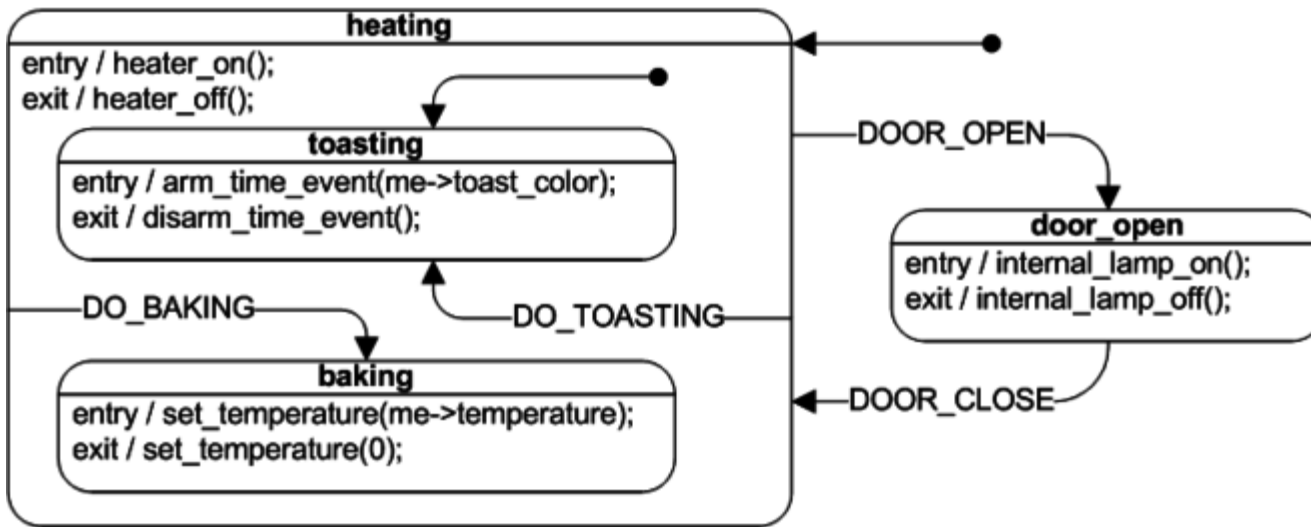 heating
entry / heater_on();
exit / heater_off();
toasting
entry / arm_time_event(me->toast_color);
exit / disarm_time_event();
DO_BAKING
DO_TOASTING
baking
entry / set_temperature(me->temperature);
exit / set_temperature(0);
DOOR_OPEN
door_open
entry / internal_lamp_on();
exit / internal_lamp_off();
DOOR_CLOSE